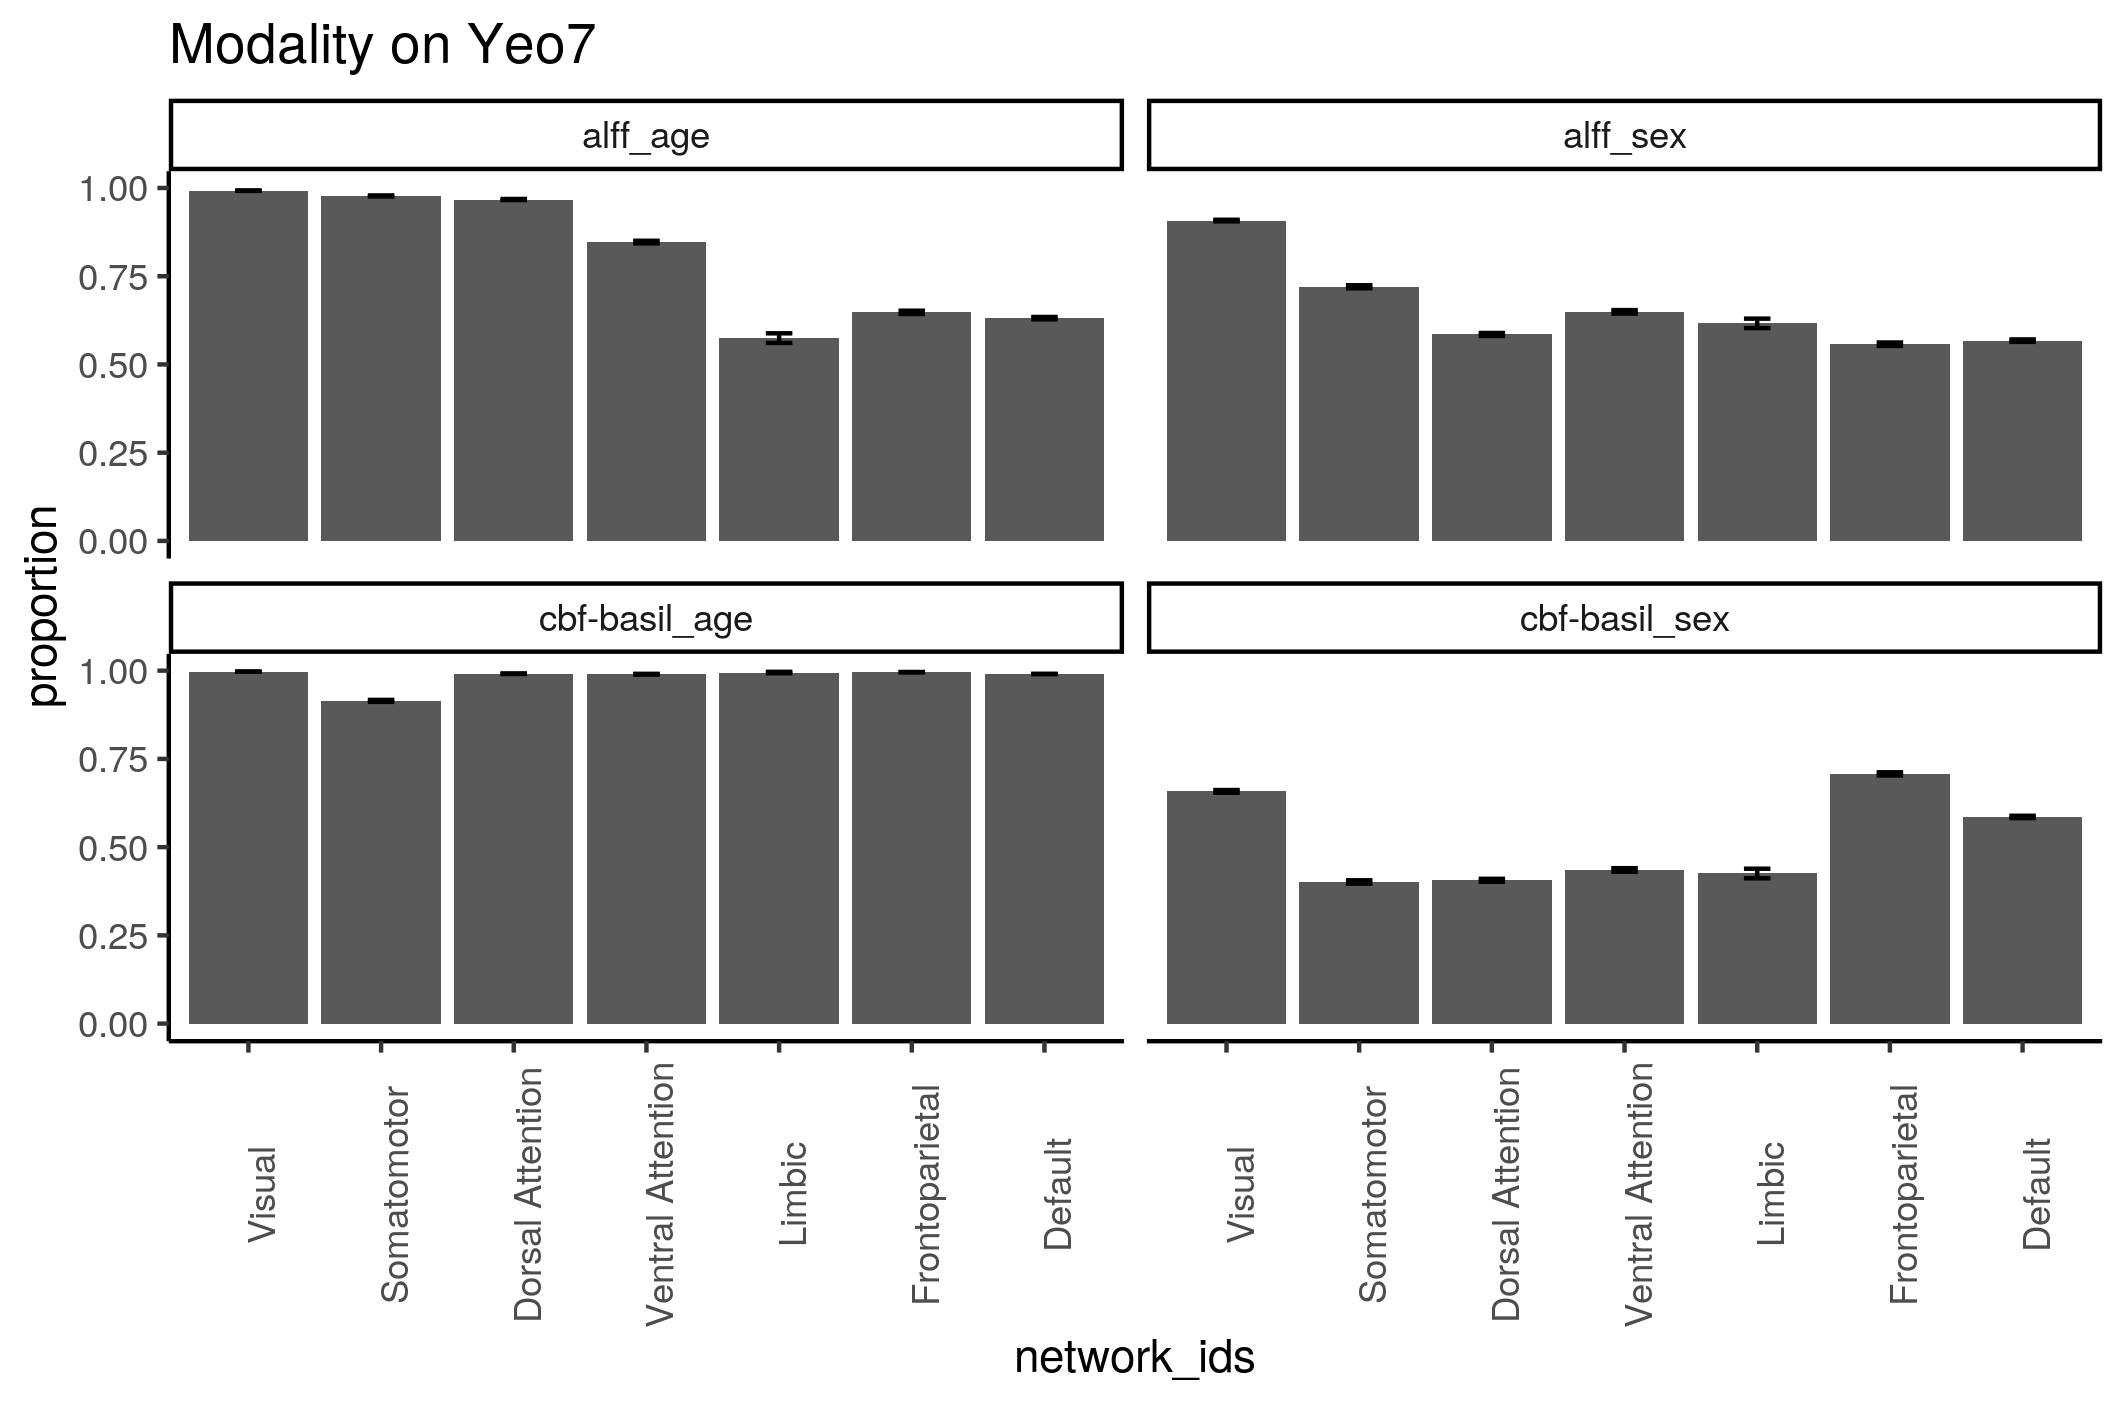 Modality on Yeo7
alff_age
alff_sex
1.00
0.75
0.50
0.25
0.00
proportion
cbf-basil_age
cbf-basil_sex
1.00
0.75
0.50
0.25
0.00
Visual
Somatomotor
Dorsal Attention
Ventral Attention
Limbic
Frontoparietal
Default
Visual
Somatomotor
Dorsal Attention
Ventral Attention
Limbic
Frontoparietal
Default
network_ids